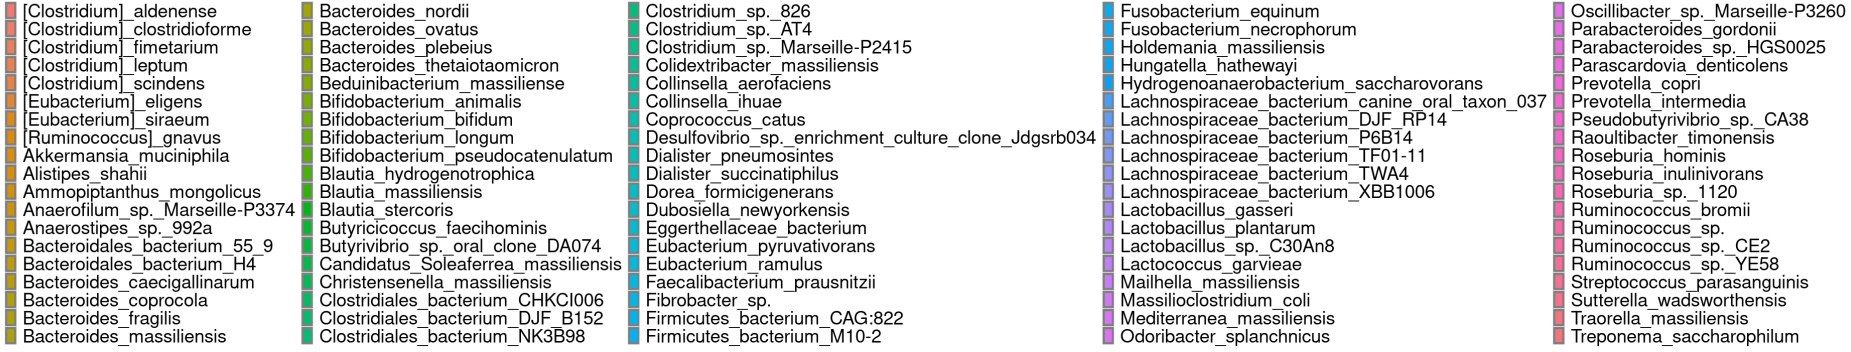 [Clostridium]_aldenense
[Clostridium]_clostridioforme
[Clostridium]_fimetarium
[Clostridium]_leptum
[Clostridium]_scindens
[Eubacterium]_eligens
[Eubacterium]_siraeum
[Ruminococcus]_gnavus
Akkermansia_muciniphila
Alistipes_shahii
Ammopiptanthus_mongolicus
Anaerofilum_sp._Marseille-P3374
Anaerostipes_sp._992a
Bacteroidales_bacterium_55_9
Bacteroidales_bacterium_H4
Bacteroides_caecigallinarum
Bacteroides_coprocola
Bacteroides_fragilis
Bacteroides_massiliensis
Bacteroides_nordii
Bacteroides_ovatus
Bacteroides_plebeius
Bacteroides_thetaiotaomicron
Beduinibacterium_massiliense
Bifidobacterium_animalis
Bifidobacterium_bifidum
Bifidobacterium_longum
Bifidobacterium_pseudocatenulatum
Blautia_hydrogenotrophica
Blautia_massiliensis
Blautia_stercoris
Butyricicoccus_faecihominis
Butyrivibrio_sp._oral_clone_DA074
Candidatus_Soleaferrea_massiliensis
Christensenella_massiliensis
Clostridiales_bacterium_CHKCI006
Clostridiales_bacterium_DJF_B152
Clostridiales_bacterium_NK3B98
Clostridium_sp._826
Clostridium_sp._AT4
Clostridium_sp._Marseille-P2415
Colidextribacter_massiliensis
Collinsella_aerofaciens
Collinsella_ihuae
Coprococcus_catus
Desulfovibrio_sp._enrichment_culture_clone_Jdgsrb034
Dialister_pneumosintes
Dialister_succinatiphilus
Dorea_formicigenerans
Dubosiella_newyorkensis
Eggerthellaceae_bacterium
Eubacterium_pyruvativorans
Eubacterium_ramulus
Faecalibacterium_prausnitzii
Fibrobacter_sp.
Firmicutes_bacterium_CAG:822
Firmicutes_bacterium_M10-2
Fusobacterium_equinum
Fusobacterium_necrophorum
Holdemania_massiliensis
Hungatella_hathewayi
Hydrogenoanaerobacterium_saccharovorans
Lachnospiraceae_bacterium_canine_oral_taxon_037
Lachnospiraceae_bacterium_DJF_RP14
Lachnospiraceae_bacterium_P6B14
Lachnospiraceae_bacterium_TF01-11
Lachnospiraceae_bacterium_TWA4
Lachnospiraceae_bacterium_XBB1006
Lactobacillus_gasseri
Lactobacillus_plantarum
Lactobacillus_sp._C30An8
Lactococcus_garvieae
Mailhella_massiliensis
Massilioclostridium_coli
Mediterranea_massiliensis
Odoribacter_splanchnicus
Oscillibacter_sp._Marseille-P3260
Parabacteroides_gordonii
Parabacteroides_sp._HGS0025
Parascardovia_denticolens
Prevotella_copri
Prevotella_intermedia
Pseudobutyrivibrio_sp._CA38
Raoultibacter_timonensis
Roseburia_hominis
Roseburia_inulinivorans
Roseburia_sp._1120
Ruminococcus_bromii
Ruminococcus_sp.
Ruminococcus_sp._CE2
Ruminococcus_sp._YE58
Streptococcus_parasanguinis
Sutterella_wadsworthensis
Traorella_massiliensis
Treponema_saccharophilum